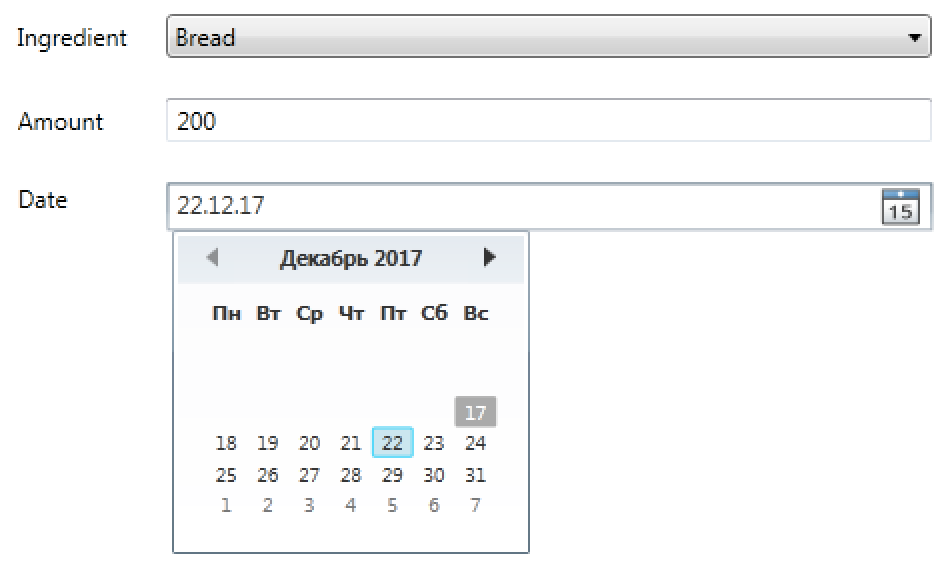 Ingredient Bread
Amount 200
Date 22.12.17 15
Декабрь 2017
Пн Вт Ср Чт Пт Сб Вс
17
18 19 20 21 22 23 24
25 26 27 28 29 30 31
1 2 3 4 5 6 7